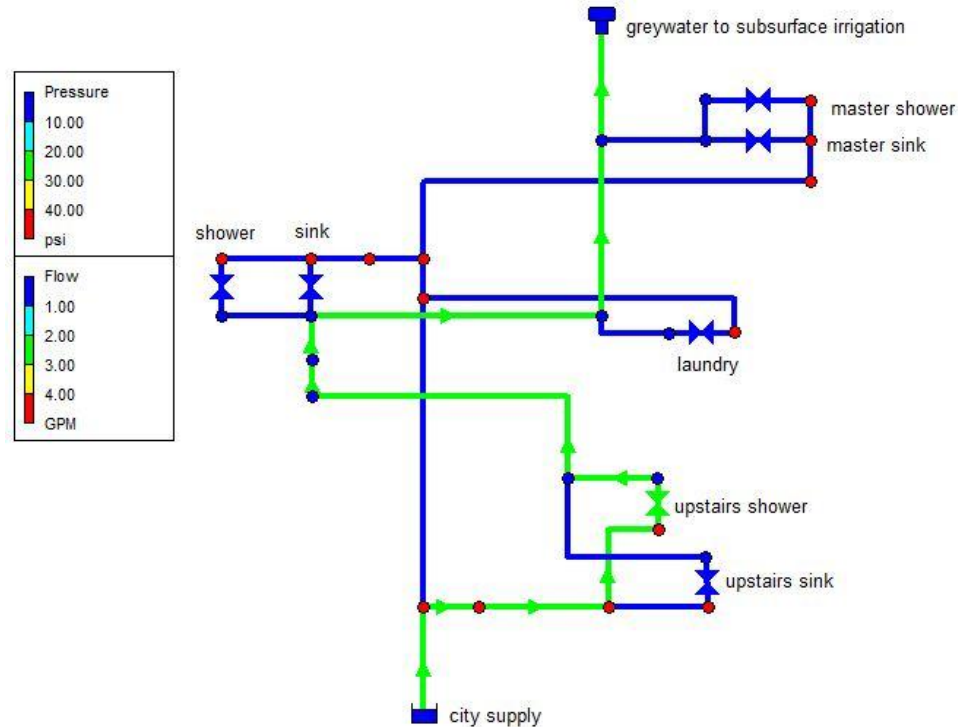 greywater to subsurface irrigation
Pressure
10.00
20.00
30.00
40.00
psi
Flow
1.00
2.00
3.00
4.00
GPM
master shower
master sink
shower
sink
laundry
upstairs shower
upstairs sink
city supply